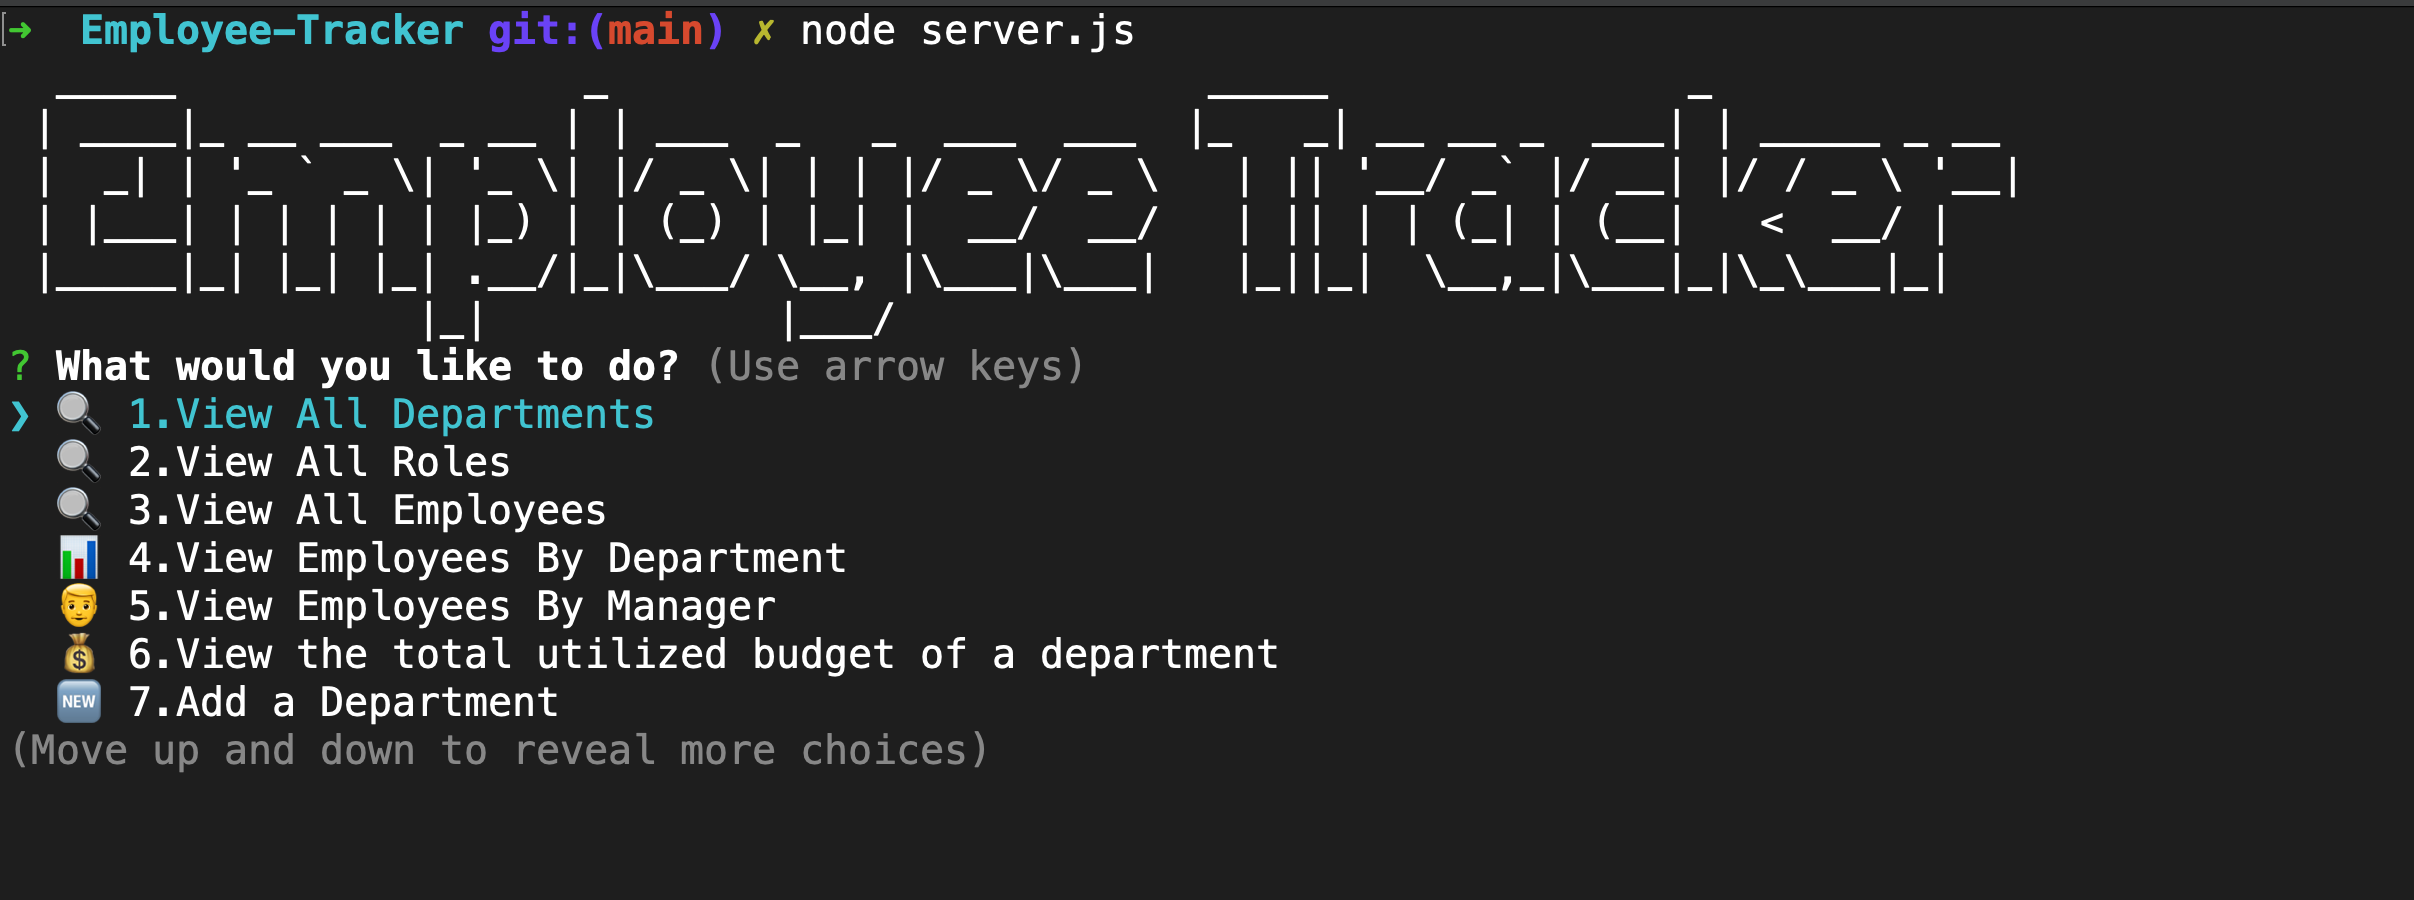 ➜  Employee-Tracker git:(main) ✗ node server.js
Employee Tracker
? What would you like to do? (Use arrow keys)
❯ 🔍 1.View All Departments
🔍 2.View All Roles
🔍 3.View All Employees
📊 4.View Employees By Department
👨 5.View Employees By Manager
💰 6.View the total utilized budget of a department
🆕 7.Add a Department
(Move up and down to reveal more choices)